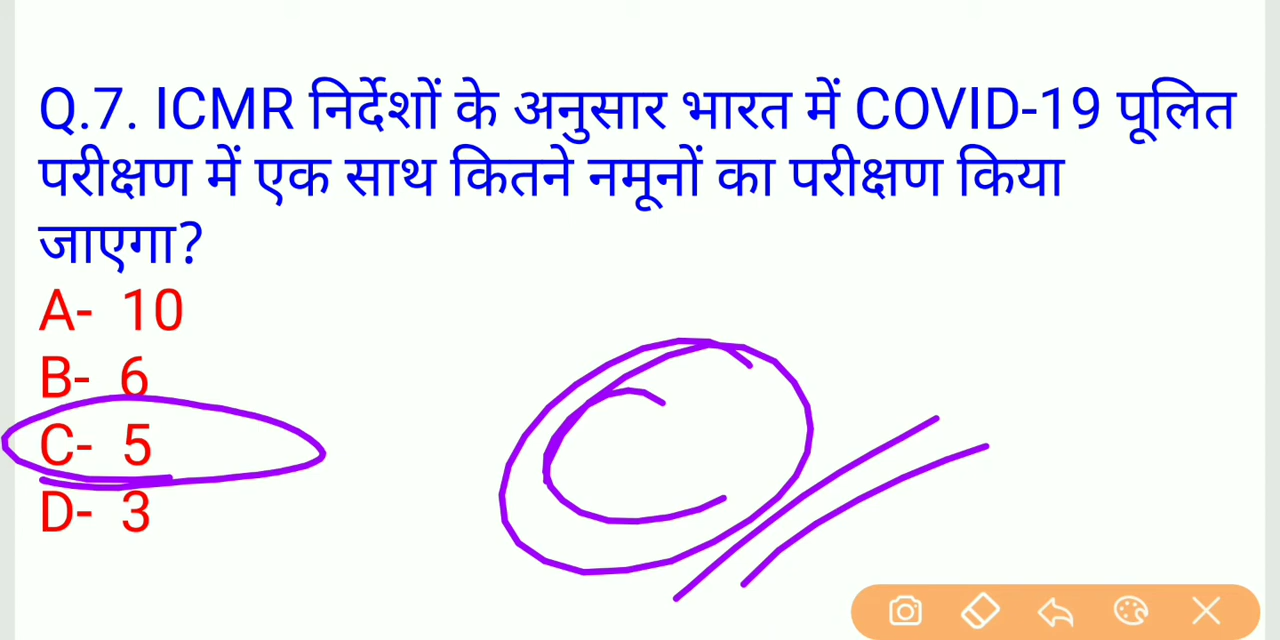 Q.7. ICMR निर्देशों के अनुसार भारत में COVID-19 पूलित
परीक्षण में एक साथ कितने नमूनों का परीक्षण किया
जाएगा?
A- 10
B- 6
C- 5
D- 3
C